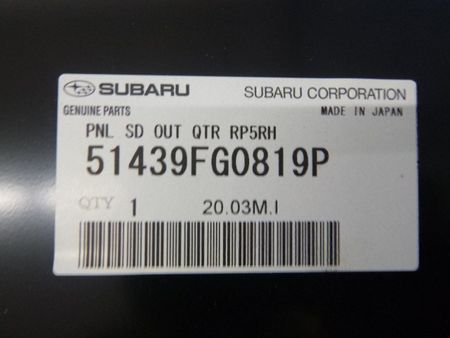 SUBARU SUBARU CORPORATION
GENUINE PARTS MADE IN JAPAN
PNL SD OUT QTR RP5RH
51439FG0819P
QTY 1 20.03M.I